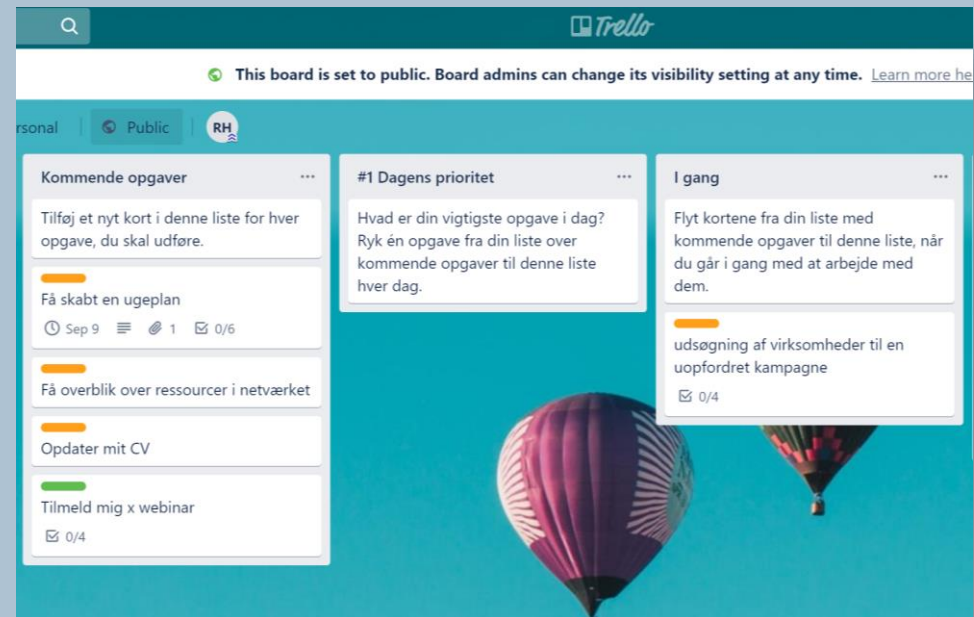 Trello
This board is set to public. Board admins can change its visibility setting at any time. Learn more he
rsonal
Public
RH
Kommende opgaver
Tilføj et nyt kort i denne liste for hver
opgave, du skal udføre.
Få skabt en ugeplan
Sep 9 1 0/6
Få overblik over ressourcer i netværket
Opdater mit CV
Tilmeld mig x webinar
0/4
#1 Dagens prioritet
Hvad er din vigtigste opgave i dag?
Ryk én opgave fra din liste over
kommende opgaver til denne liste
hver dag.
I gang
Flyt kortene fra din liste med
kommende opgaver til denne liste, når
du går i gang med at arbejde med
dem.
udsøgning af virksomheder til en
uopfordret kampagne
0/4